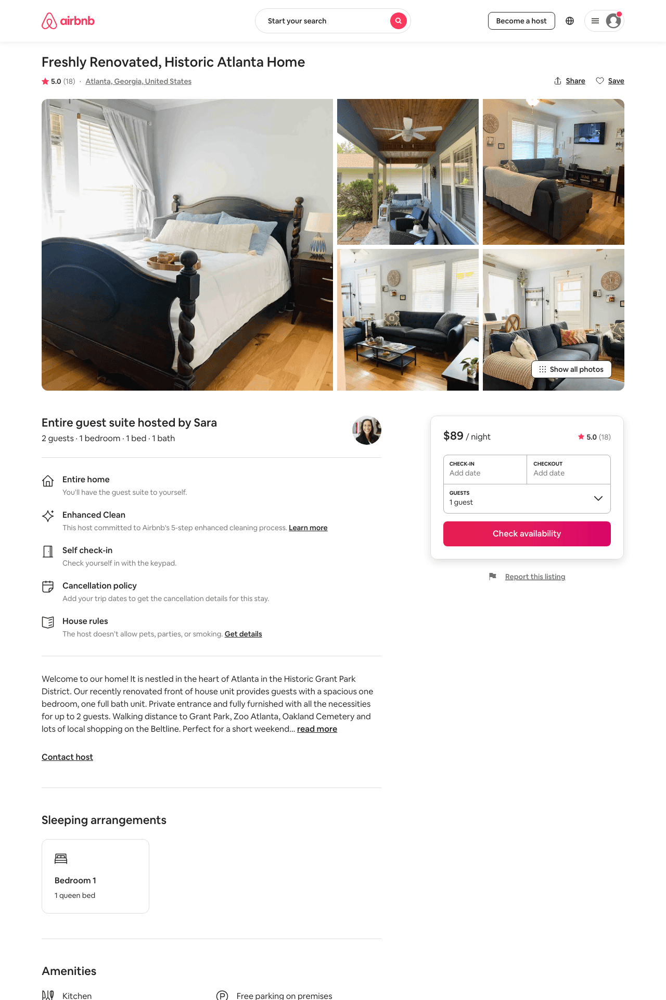 airbnb
Start your search
Become a host
Freshly Renovated, Historic Atlanta Home
5.0 (18) · Atlanta, Georgia, United States
Share
Save
Show all photos
Entire guest suite hosted by Sara
2 guests · 1 bedroom · 1 bed · 1 bath
Entire home
You'll have the guest suite to yourself.
Enhanced Clean
This host committed to Airbnb's 5-step enhanced cleaning process. Learn more
Self check-in
Check yourself in with the keypad.
Cancellation policy
Add your trip dates to get the cancellation details for this stay.
House rules
The host doesn't allow pets, parties, or smoking. Get details
$89 / night
5.0 (18)
CHECK-IN
Add date
CHECKOUT
Add date
GUESTS
1 guest
Check availability
Report this listing
Welcome to our home! It is nestled in the heart of Atlanta in the Historic Grant Park
District. Our recently renovated front of house unit provides guests with a spacious one
bedroom, one full bath unit. Private entrance and fully furnished with all the necessities
for up to 2 guests. Walking distance to Grant Park, Zoo Atlanta, Oakland Cemetery and
lots of local shopping on the Beltline. Perfect for a short weekend... read more
Contact host
Sleeping arrangements
Bedroom 1
1 queen bed
Amenities
Kitchen
Free parking on premises